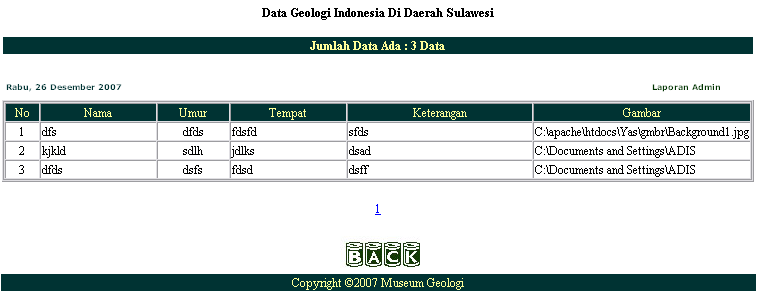 Data Geologi Indonesia Di Daerah Sulawesi
Jumlah Data Ada : 3 Data
Rabu, 26 Desember 2007 Laporan Admin
No Nama Umur Tempat Keterangan Gambar
1 dfs dfds fdsfd sfds C:\apache\htdocs\Yas\gmbr\Background1.jpg
2 kjkld sdlh jdlks dsad C:\Documents and Settings\ADIS
3 dfds dsfs fdsd dsff C:\Documents and Settings\ADIS
1
BACK
Copyright ©2007 Museum Geologi